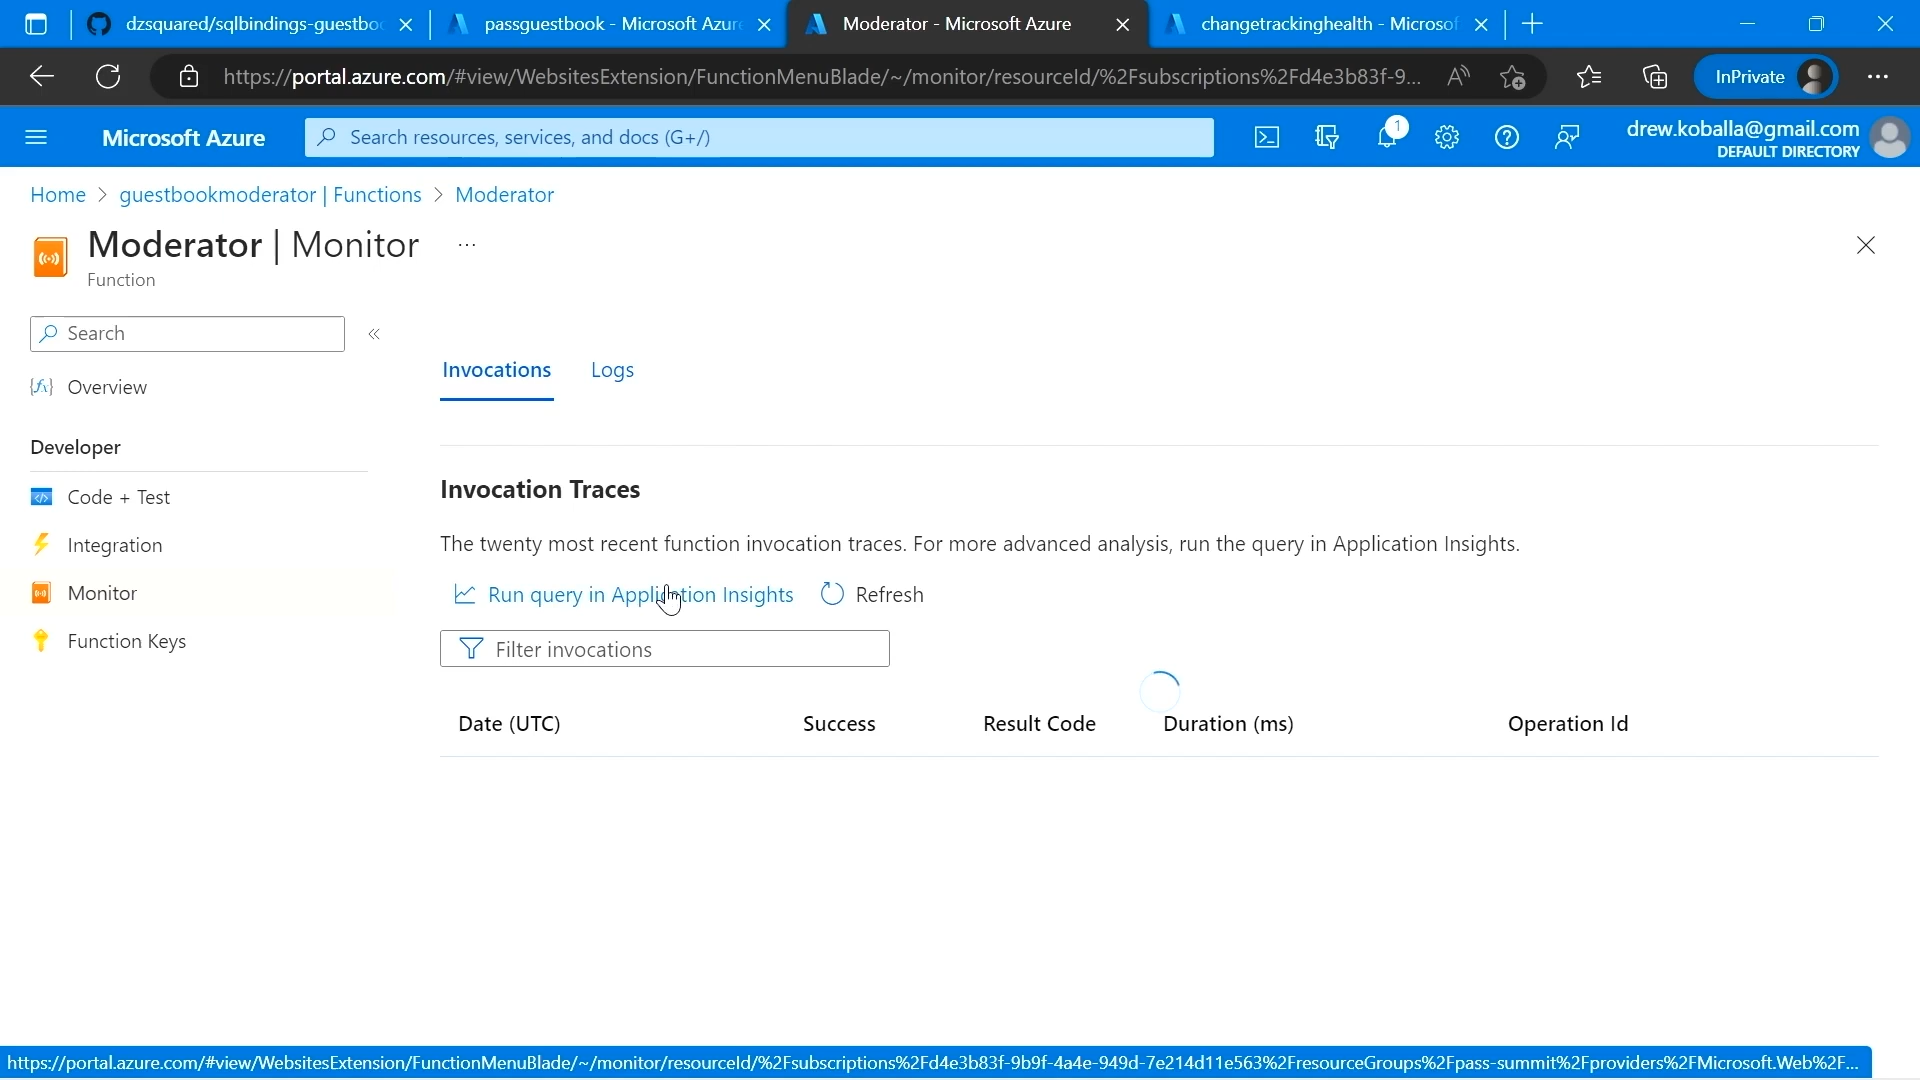 dzsquared/sqlbindings-guestbo
passguestbook - Microsoft Azur
Moderator - Microsoft Azure
changetrackinghealth - Microsof
https://portal.azure.com/#view/WebsitesExtension/FunctionMenuBlade/~/monitor/resourceId/%2Fsubscriptions%2Fd4e3b83f-9...
InPrivate
Microsoft Azure
Search resources, services, and docs (G+/)
1
drew.koballa@gmail.com
DEFAULT DIRECTORY
Home > guestbookmoderator | Functions > Moderator
Moderator | Monitor ...
Function
Search
«
Overview
Developer
Code + Test
Integration
Monitor
Function Keys
Invocations
Logs
Invocation Traces
The twenty most recent function invocation traces. For more advanced analysis, run the query in Application Insights.
Run query in Application Insights
Refresh
Filter invocations
Date (UTC)
Success
Result Code
Duration (ms)
Operation Id
https://portal.azure.com/#view/WebsitesExtension/FunctionMenuBlade/~/monitor/resourceId/%2Fsubscriptions%2Fd4e3b83f-9b9f-4a4e-949d-7e214d11e563%2FresourceGroups%2Fpass-summit%2Fproviders%2FMicrosoft.Web%2F...